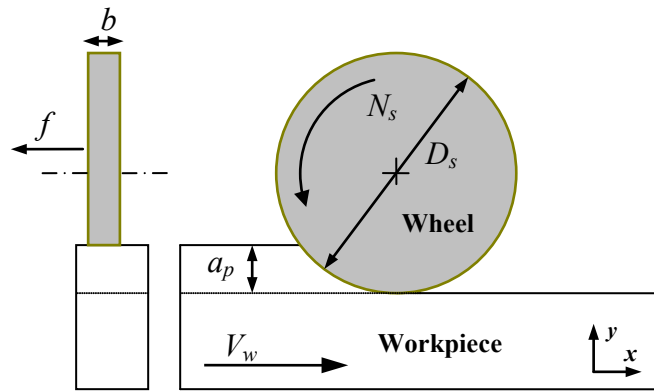 b
f
N_s
D_s
Wheel
a_p
V_w
Workpiece
y
x